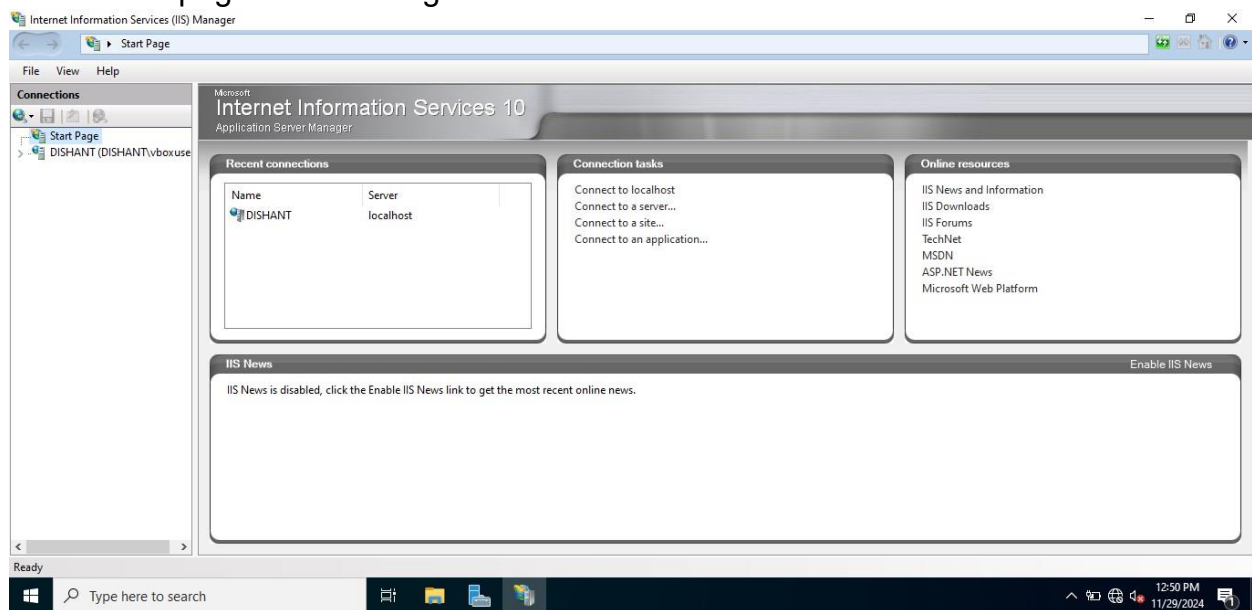 Internet Information Services (IIS) Manager
Start Page
File View Help
Connections
Start Page
DISHANT (DISHANT\vboxuse
Microsoft
Internet Information Services 10
Application Server Manager
Recent connections
Name Server
DISHANT localhost
Connection tasks
Connect to localhost
Connect to a server...
Connect to a site...
Connect to an application...
Online resources
IIS News and Information
IIS Downloads
IIS Forums
TechNet
MSDN
ASP.NET News
Microsoft Web Platform
IIS News Enable IIS News
IIS News is disabled, click the Enable IIS News link to get the most recent online news.
Ready
Type here to search
12:50 PM
11/29/2024
1